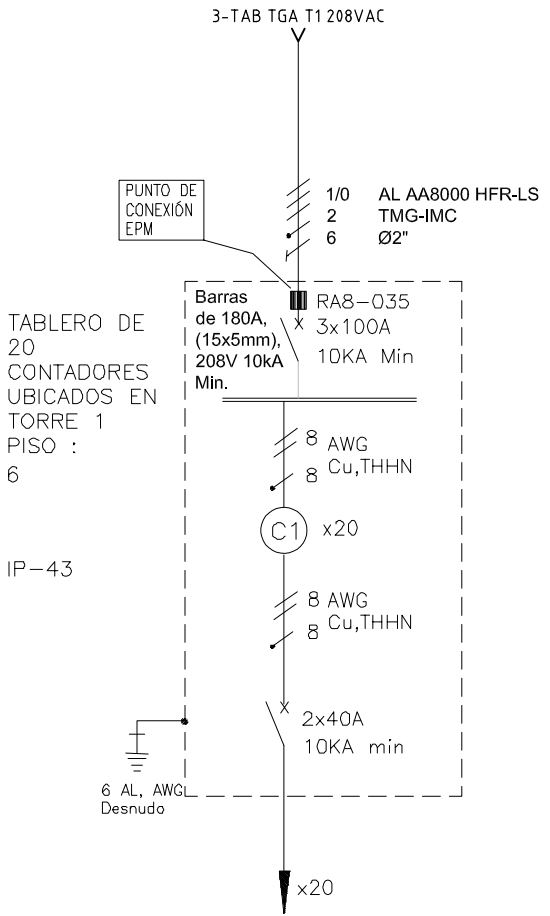 3-TAB TGA T1 208VAC
PUNTO DE
CONEXIÓN
EPM
1/0 AL AA8000 HFR-LS
2 TMG-IMC
6 Ø2"
Barras
de 180A,
(15x5mm),
208V 10kA
Min.
RA8-035
3x100A
10KA Min
TABLERO DE
20
CONTADORES
UBICADOS EN
TORRE 1
PISO :
6
IP-43
8 AWG
8 Cu,THHN
C1 x20
8 AWG
8 Cu,THHN
2x40A
10KA min
6 AL, AWG
Desnudo
x20